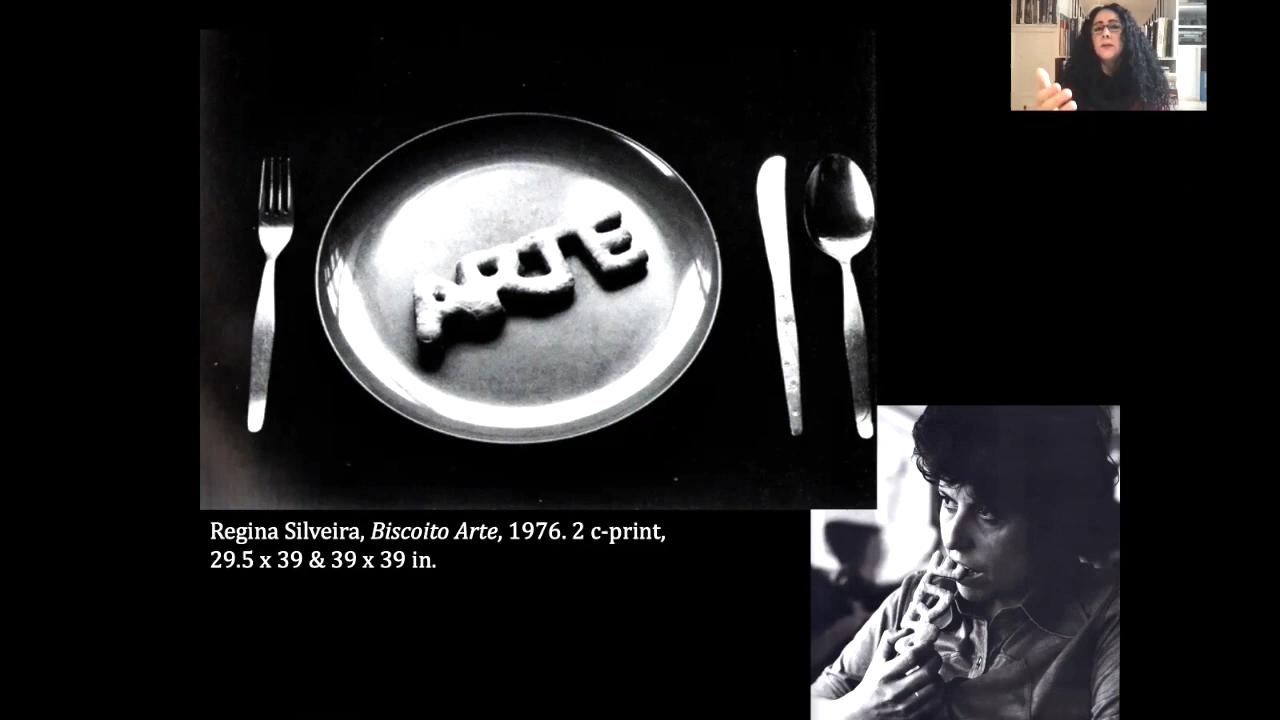 ARTE
Regina Silveira, Biscoito Arte, 1976. 2 c-print,
29.5 x 39 & 39 x 39 in.